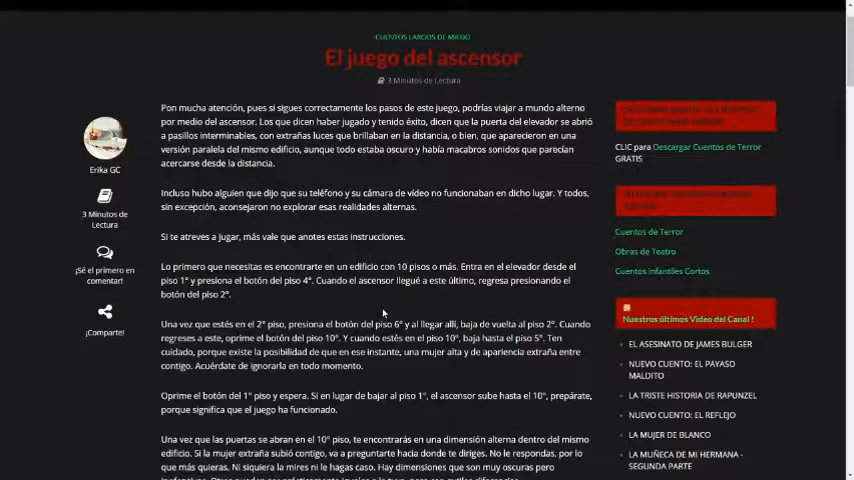 CUENTOS LARGOS DE MIEDO
El juego del ascensor
3 Minutos de Lectura
Pon mucha atención, pues si sigues correctamente los pasos de este juego, podrías viajar a mundo alterno
por medio del ascensor. Los que dicen haber jugado y tenido éxito, dicen que la puerta del elevador se abrió
a pasillos interminables, con extrañas luces que brillaban en la distancia, o bien, que aparecieron en una
versión paralela del mismo edificio, aunque todo estaba oscuro y había macabros sonidos que parecían
acercarse desde la distancia.
Incluso hubo alguien que dijo que su teléfono y su cámara de vídeo no funcionaban en dicho lugar. Y todos,
sin excepción, aconsejaron no explorar esas realidades alternas.
Si te atreves a jugar, más vale que anotes estas instrucciones.
Lo primero que necesitas es encontrarte en un edificio con 10 pisos o más. Entra en el elevador desde el
piso 1º y presiona el botón del piso 4º. Cuando el ascensor llegué a este último, regresa presionando el
botón del piso 2º.
Una vez que estés en el 2º piso, presiona el botón del piso 6º y al llegar allí, baja de vuelta al piso 2º. Cuando
regreses a este, oprime el botón del piso 10º. Y cuando estés en el piso 10º, baja hasta el piso 5º. Ten
cuidado, porque existe la posibilidad de que en ese instante, una mujer alta y de apariencia extraña entre
contigo. Acuérdate de ignorarla en todo momento.
Oprime el botón del 1º piso y espera. Si en lugar de bajar al piso 1º, el ascensor sube hasta el 10º, prepárate,
porque significa que el juego ha funcionado.
Una vez que las puertas se abran en el 10º piso, te encontrarás en una dimensión alterna dentro del mismo
edificio. Si la mujer extraña subió contigo, va a preguntarte hacia donde te diriges. No le respondas, por lo
que más quieras. Ni siquiera la mires ni le hagas caso. Hay dimensiones que son muy oscuras pero
Erika GC
3 Minutos de
Lectura
¡Sé el primero en
comentar!
¡Comparte!
CLIC para Descargar Cuentos de Terror
GRATIS
Cuentos de Terror
Obras de Teatro
Cuentos Infantiles Cortos
Nuestros últimos Video del Canal !
EL ASESINATO DE JAMES BULGER
NUEVO CUENTO: EL PAYASO
MALDITO
LA TRISTE HISTORIA DE RAPUNZEL
NUEVO CUENTO: EL REFLEJO
LA MUJER DE BLANCO
LA MUÑECA DE MI HERMANA -
SEGUNDA PARTE